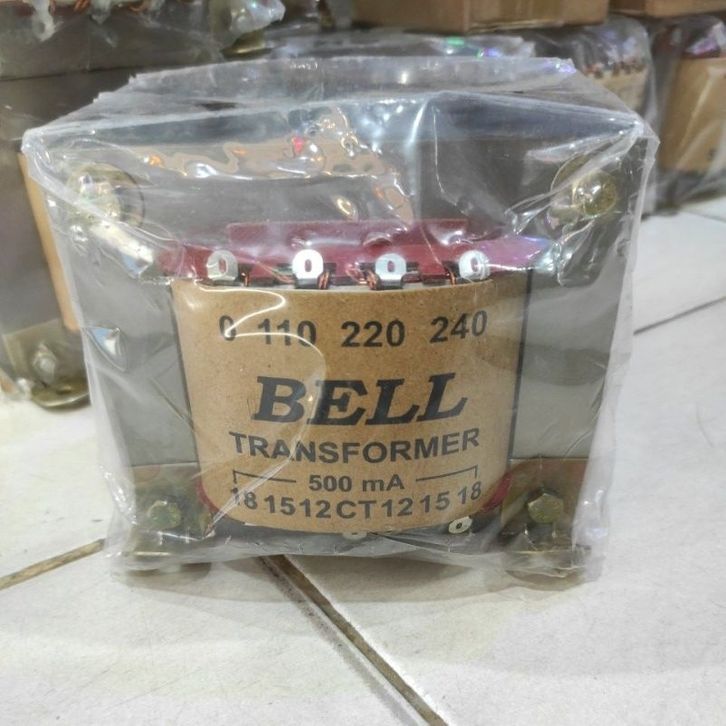 0 110 220 240
BELL
TRANSFORMER
500 mA
18 15 12 CT 12 15 18